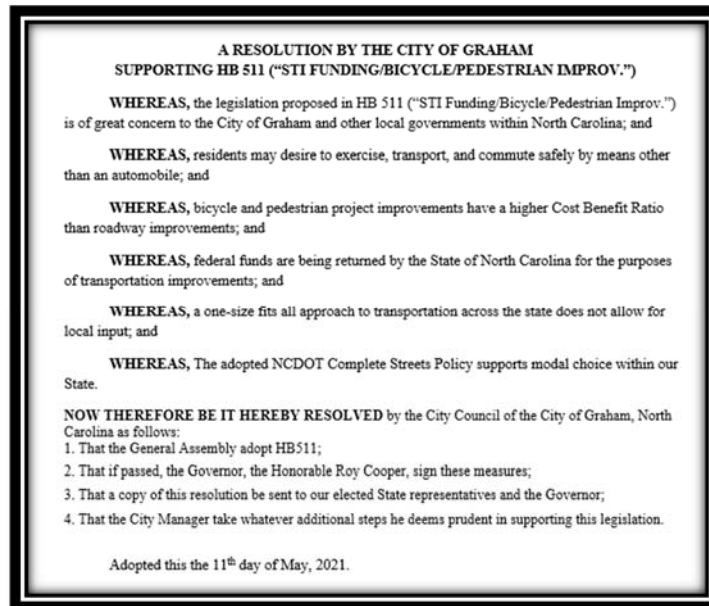 A RESOLUTION BY THE CITY OF GRAHAM
SUPPORTING HB 511 (“STI FUNDING/BICYCLE/PEDESTRIAN IMPROV.”)
WHEREAS, the legislation proposed in HB 511 (“STI Funding/Bicycle/Pedestrian Improv.”)
is of great concern to the City of Graham and other local governments within North Carolina; and
WHEREAS, residents may desire to exercise, transport, and commute safely by means other
than an automobile; and
WHEREAS, bicycle and pedestrian project improvements have a higher Cost Benefit Ratio
than roadway improvements; and
WHEREAS, federal funds are being returned by the State of North Carolina for the purposes
of transportation improvements; and
WHEREAS, a one-size fits all approach to transportation across the state does not allow for
local input; and
WHEREAS, The adopted NCDOT Complete Streets Policy supports modal choice within our
State.
NOW THEREFORE BE IT HEREBY RESOLVED by the City Council of the City of Graham, North
Carolina as follows:
1. That the General Assembly adopt HB511;
2. That if passed, the Governor, the Honorable Roy Cooper, sign these measures;
3. That a copy of this resolution be sent to our elected State representatives and the Governor;
4. That the City Manager take whatever additional steps he deems prudent in supporting this legislation.
Adopted this the 11th day of May, 2021.